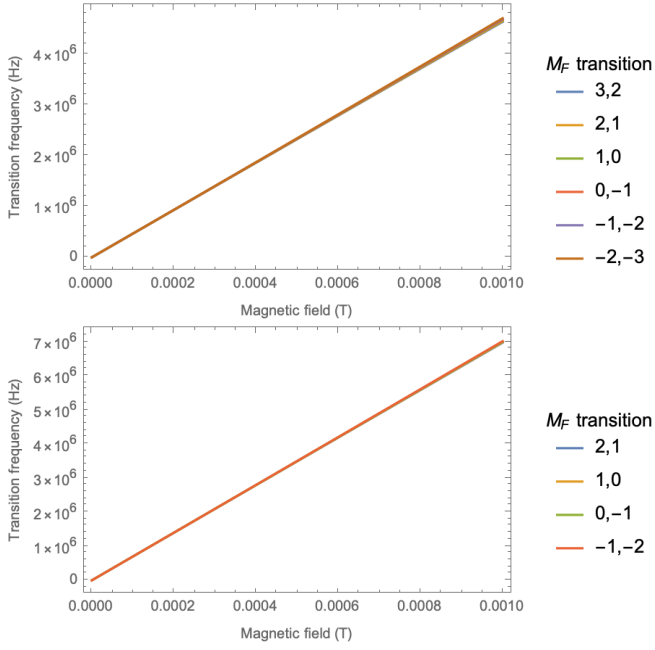 4×10⁶
3×10⁶
2×10⁶
1×10⁶
0
Transition frequency (Hz)
0.0000 0.0002 0.0004 0.0006 0.0008 0.0010
Magnetic field (T)
M_F transition
3,2
2,1
1,0
0,−1
−1,−2
−2,−3
7×10⁶
6×10⁶
5×10⁶
4×10⁶
3×10⁶
2×10⁶
1×10⁶
0
Transition frequency (Hz)
0.0000 0.0002 0.0004 0.0006 0.0008 0.0010
Magnetic field (T)
M_F transition
2,1
1,0
0,−1
−1,−2